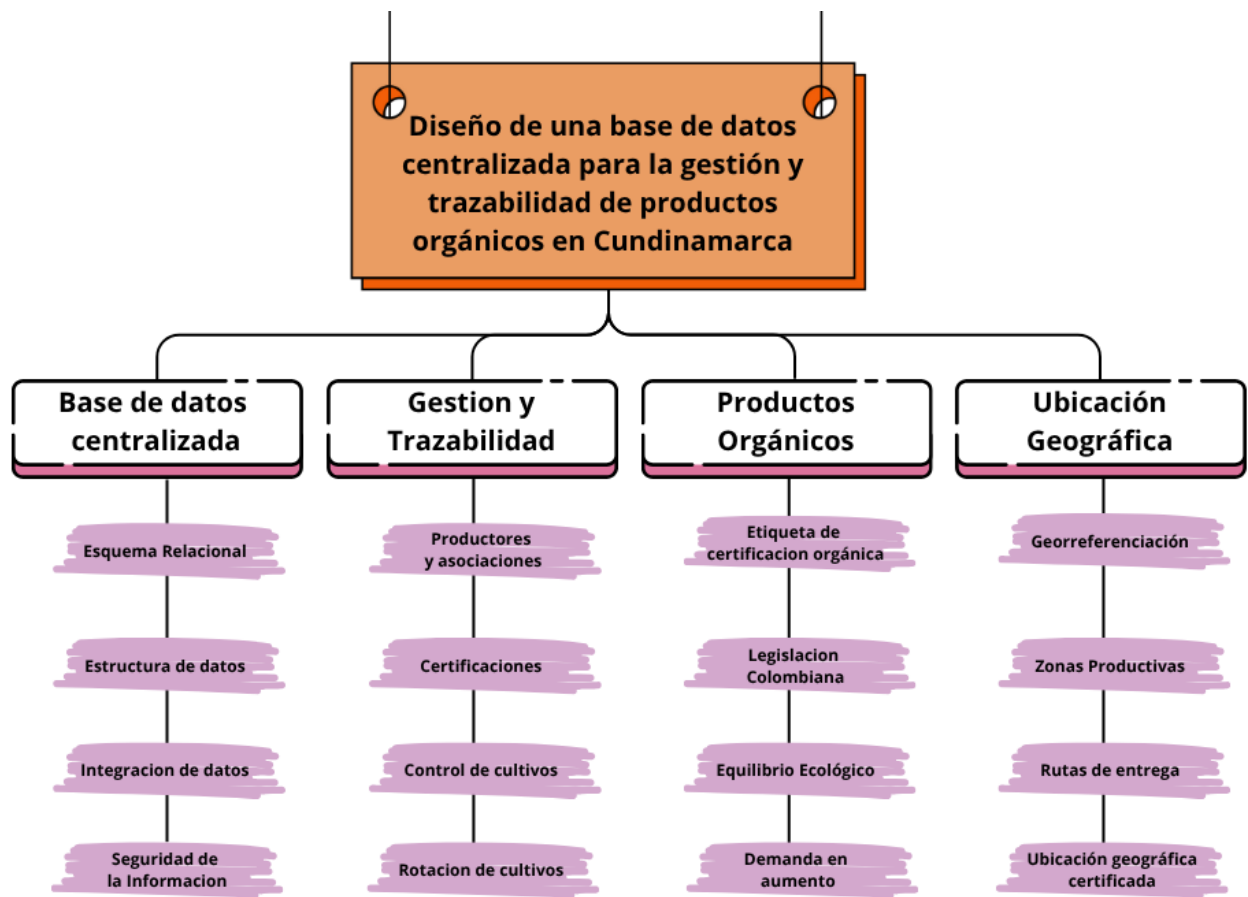 Diseño de una base de datos
centralizada para la gestión y
trazabilidad de productos
orgánicos en Cundinamarca
Base de datos
centralizada
Esquema Relacional
Estructura de datos
Integracion de datos
Seguridad de
la Informacion
Gestion y
Trazabilidad
Productores
y asociaciones
Certificaciones
Control de cultivos
Rotacion de cultivos
Productos
Orgánicos
Etiqueta de
certificacion orgánica
Legislacion
Colombiana
Equilibrio Ecológico
Demanda en
aumento
Ubicación
Geográfica
Georreferenciación
Zonas Productivas
Rutas de entrega
Ubicación geográfica
certificada